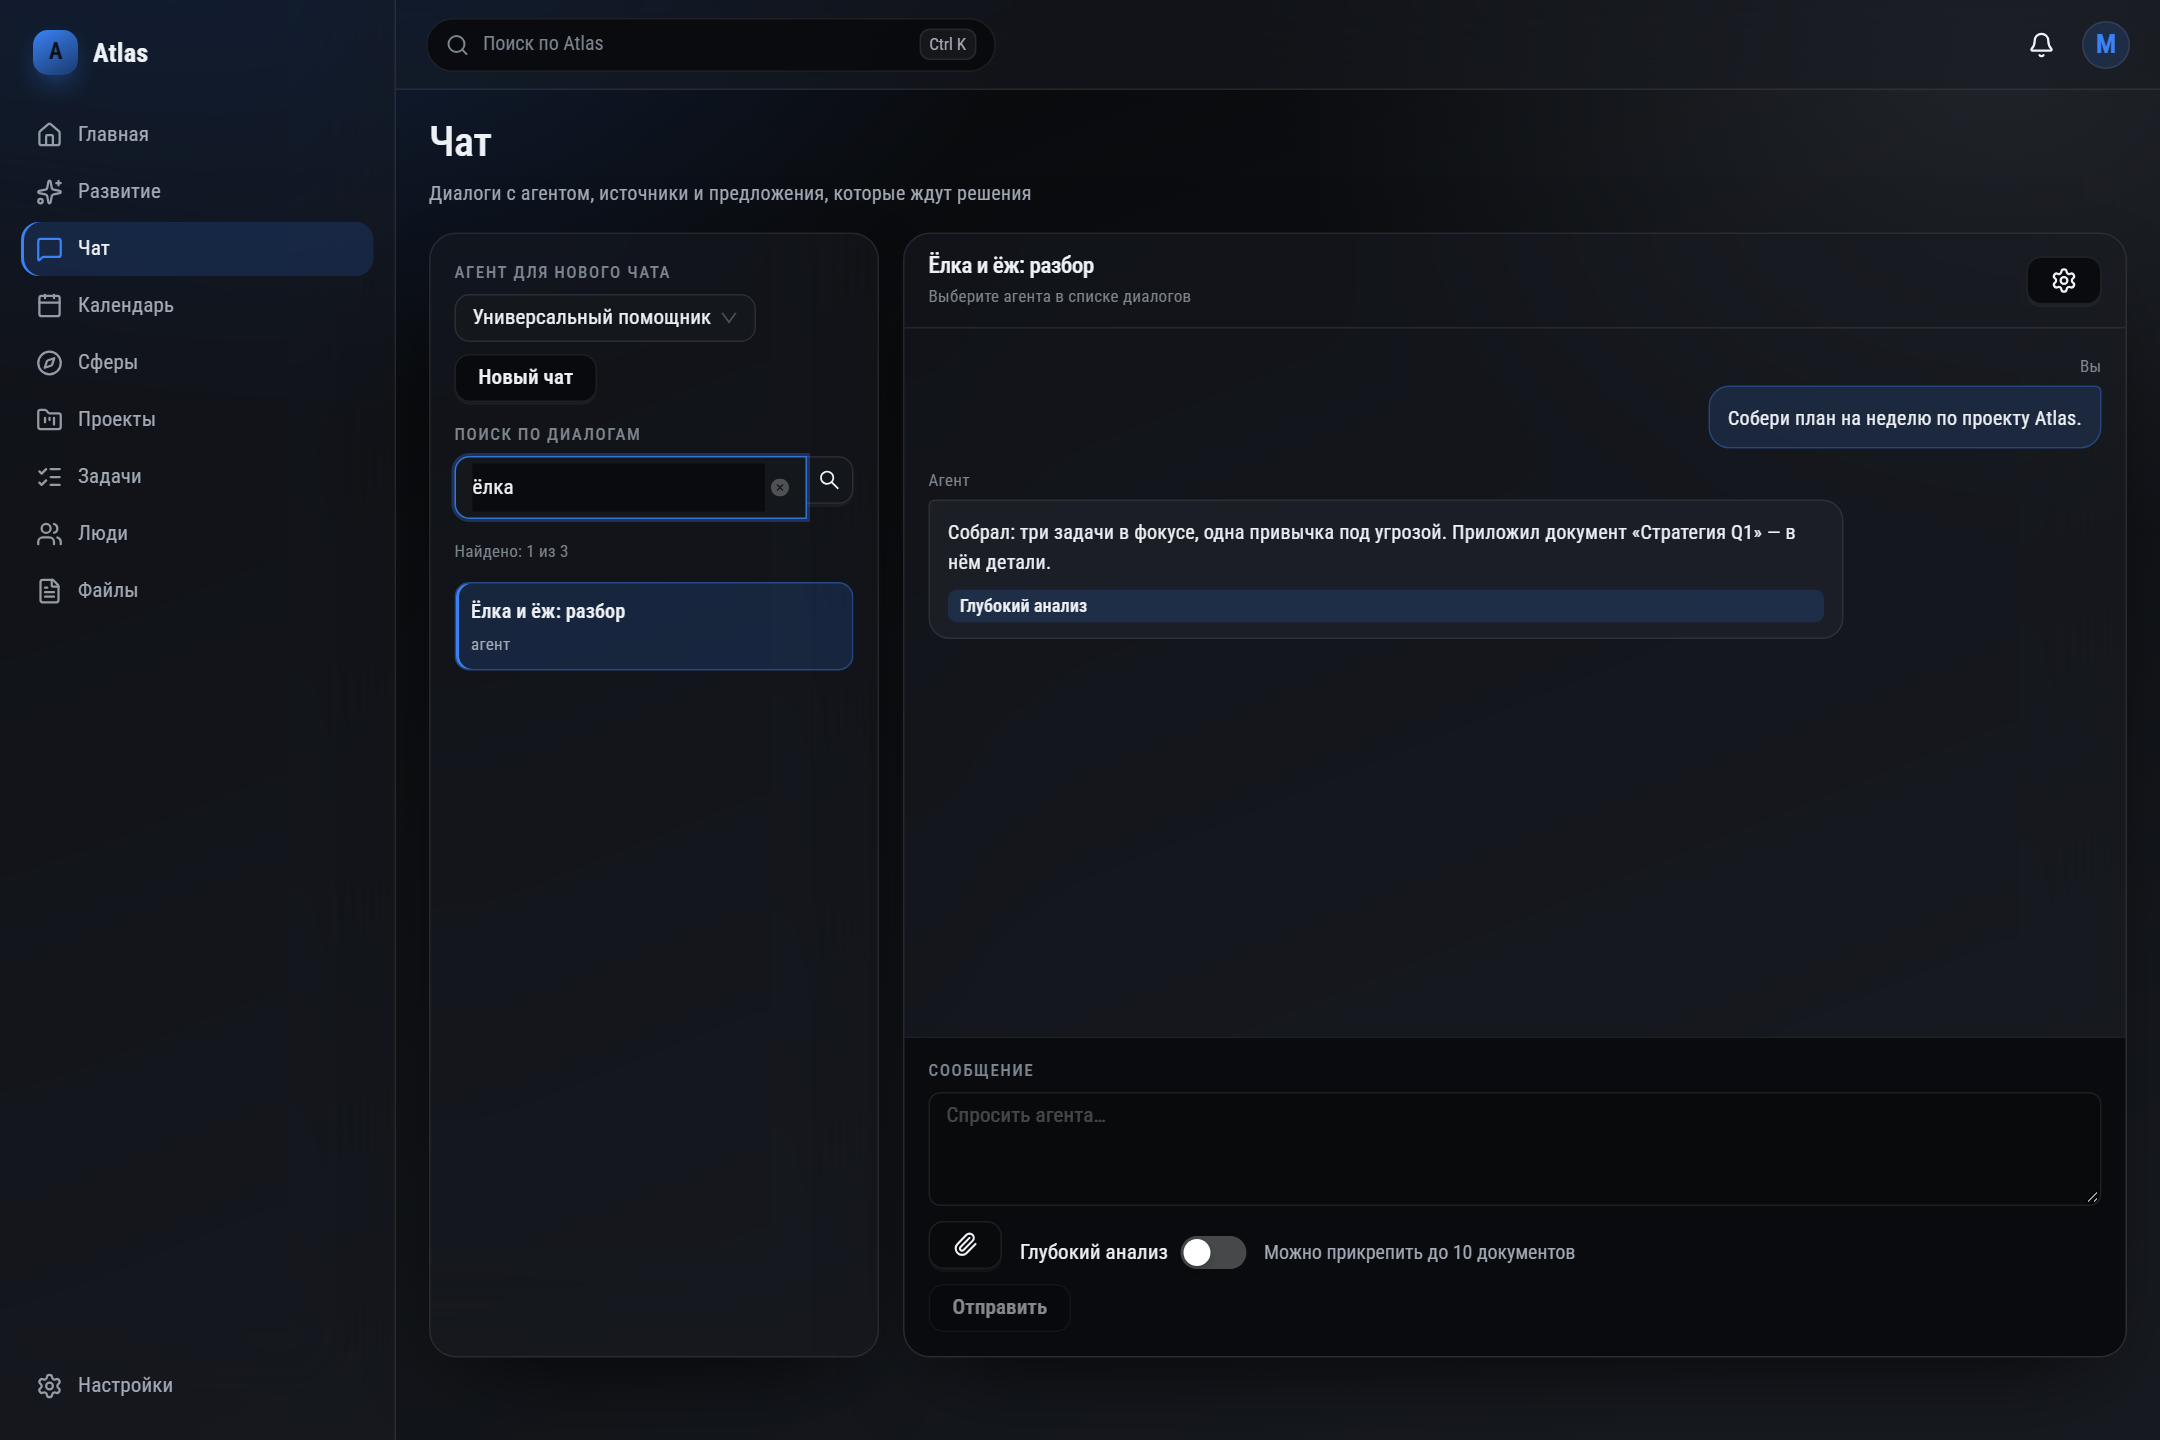 A
Atlas
Поиск по Atlas
Ctrl K
M
Главная
Развитие
Чат
Календарь
Сферы
Проекты
Задачи
Люди
Файлы
Настройки
Чат
Диалоги с агентом, источники и предложения, которые ждут решения
АГЕНТ ДЛЯ НОВОГО ЧАТА
Универсальный помощник
Новый чат
ПОИСК ПО ДИАЛОГАМ
ёлка
Найдено: 1 из 3
Ёлка и ёж: разбор
агент
Ёлка и ёж: разбор
Выберите агента в списке диалогов
Вы
Собери план на неделю по проекту Atlas.
Агент
Собрал: три задачи в фокусе, одна привычка под угрозой. Приложил документ «Стратегия Q1» — в
нём детали.
Глубокий анализ
СООБЩЕНИЕ
Спросить агента…
Глубокий анализ
Можно прикрепить до 10 документов
Отправить